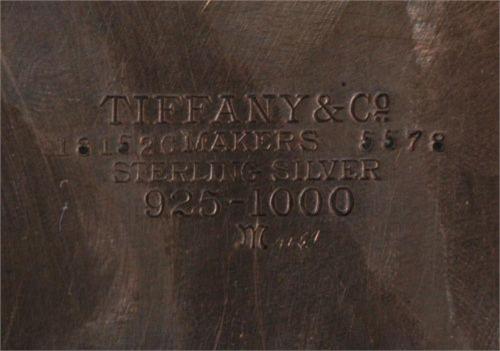 TIFFANY & Co
18152C MAKERS 5578
STERLING SILVER
925-1000
M